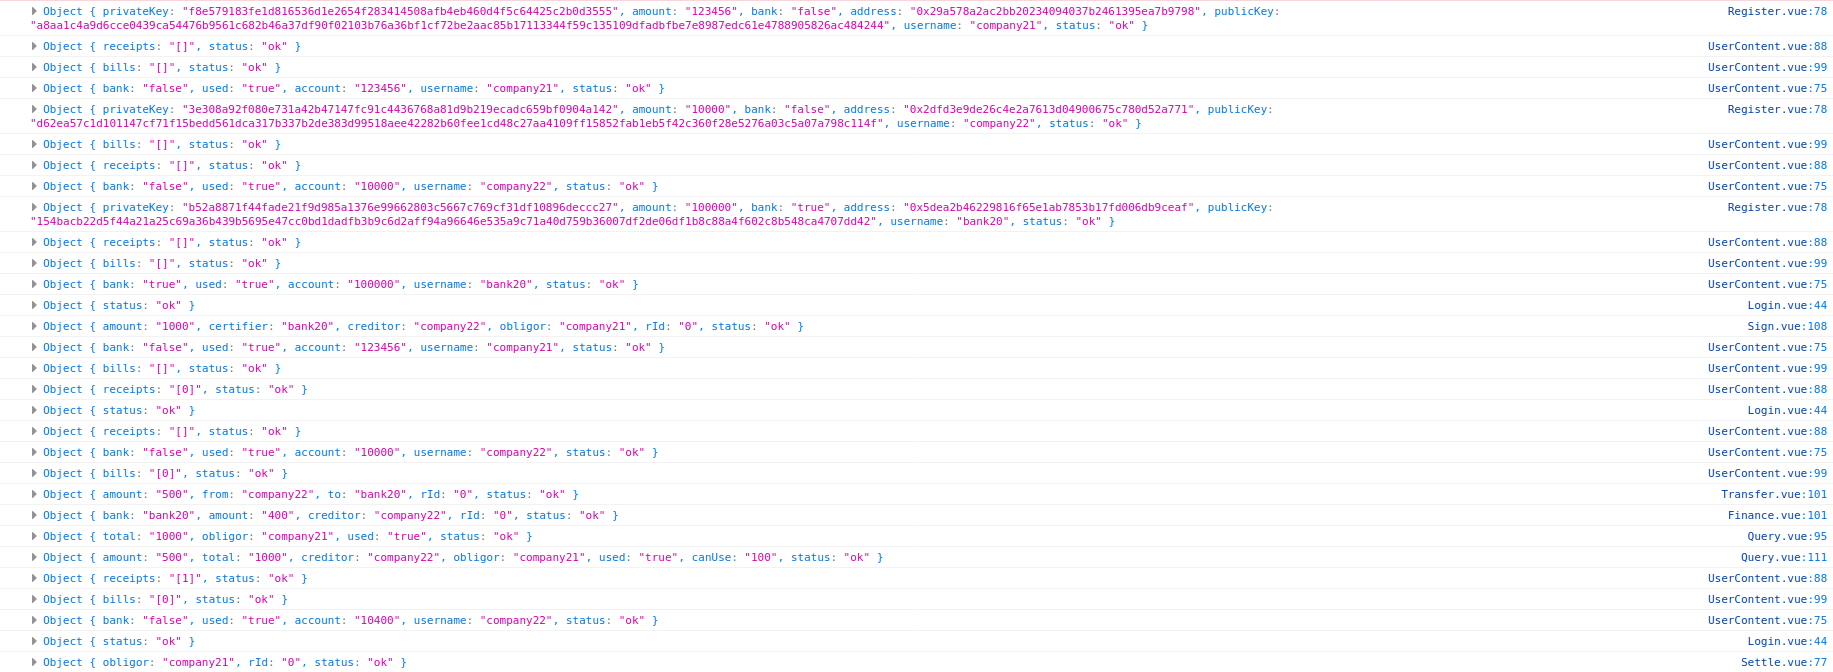 Object { privateKey: "f8e579183fe1d816536d1e2654f283414508afb4eb460d4f5c64425c2b0d3555", amount: "123456", bank: "false", address: "0x29a578a2ac2bb20234094037b2461395ea7b9798", publicKey: Register.vue:78
"a8aa1c4a9d6cce0439ca54476b9561c682b46a37df90f02103b76a36bf1cf72be2aac85b17113344f59c135109dfadbfbe7e8987edc61e4788905826ac484244", username: "company21", status: "ok" }
Object { receipts: "[]", status: "ok" } UserContent.vue:88
Object { bills: "[]", status: "ok" } UserContent.vue:99
Object { bank: "false", used: "true", account: "123456", username: "company21", status: "ok" } UserContent.vue:75
Object { privateKey: "3e308a92f080e731a42b47147fc91c4436768a81d9b219ecadc659bf0904a142", amount: "10000", bank: "false", address: "0x2dfd3e9de26c4e2a7613d04900675c780d52a771", publicKey: Register.vue:78
"d62ea57c1d101147cf71f15bedd561dca317b337b2de383d99518aee42282b60fee1cd48c27aa4109ff15852fab1eb5f42c360f28e5276a03c5a07a798c114f", username: "company22", status: "ok" }
Object { bills: "[]", status: "ok" } UserContent.vue:99
Object { receipts: "[]", status: "ok" } UserContent.vue:88
Object { bank: "false", used: "true", account: "10000", username: "company22", status: "ok" } UserContent.vue:75
Object { privateKey: "b52a8871f44fade21f9d985a1376e99662803c5667c769cf31df10896deccc27", amount: "100000", bank: "true", address: "0x5dea2b46229816f65e1ab7853b17fd006db9ceaf", publicKey: Register.vue:78
"154bacb22d5f44a21a25c69a36b439b5695e47cc0bd1dadfb3b9c6d2aff94a96646e535a9c71a40d759b36007df2de06df1b8c88a4f602c8b548ca4707dd42", username: "bank20", status: "ok" }
Object { receipts: "[]", status: "ok" } UserContent.vue:88
Object { bills: "[]", status: "ok" } UserContent.vue:99
Object { bank: "true", used: "true", account: "100000", username: "bank20", status: "ok" } UserContent.vue:75
Object { status: "ok" } Login.vue:44
Object { amount: "1000", certifier: "bank20", creditor: "company22", obligor: "company21", rId: "0", status: "ok" } Sign.vue:108
Object { bank: "false", used: "true", account: "123456", username: "company21", status: "ok" } UserContent.vue:75
Object { bills: "[]", status: "ok" } UserContent.vue:99
Object { receipts: "[0]", status: "ok" } UserContent.vue:88
Object { status: "ok" } Login.vue:44
Object { receipts: "[]", status: "ok" } UserContent.vue:88
Object { bank: "false", used: "true", account: "10000", username: "company22", status: "ok" } UserContent.vue:75
Object { bills: "[0]", status: "ok" } UserContent.vue:99
Object { amount: "500", from: "company22", to: "bank20", rId: "0", status: "ok" } Transfer.vue:101
Object { bank: "bank20", amount: "400", creditor: "company22", rId: "0", status: "ok" } Finance.vue:101
Object { total: "1000", obligor: "company21", used: "true", status: "ok" } Query.vue:95
Object { amount: "500", total: "1000", creditor: "company22", obligor: "company21", used: "true", canUse: "100", status: "ok" } Query.vue:111
Object { receipts: "[1]", status: "ok" } UserContent.vue:88
Object { bills: "[0]", status: "ok" } UserContent.vue:99
Object { bank: "false", used: "true", account: "10400", username: "company22", status: "ok" } UserContent.vue:75
Object { status: "ok" } Login.vue:44
Object { obligor: "company21", rId: "0", status: "ok" } Settle.vue:77